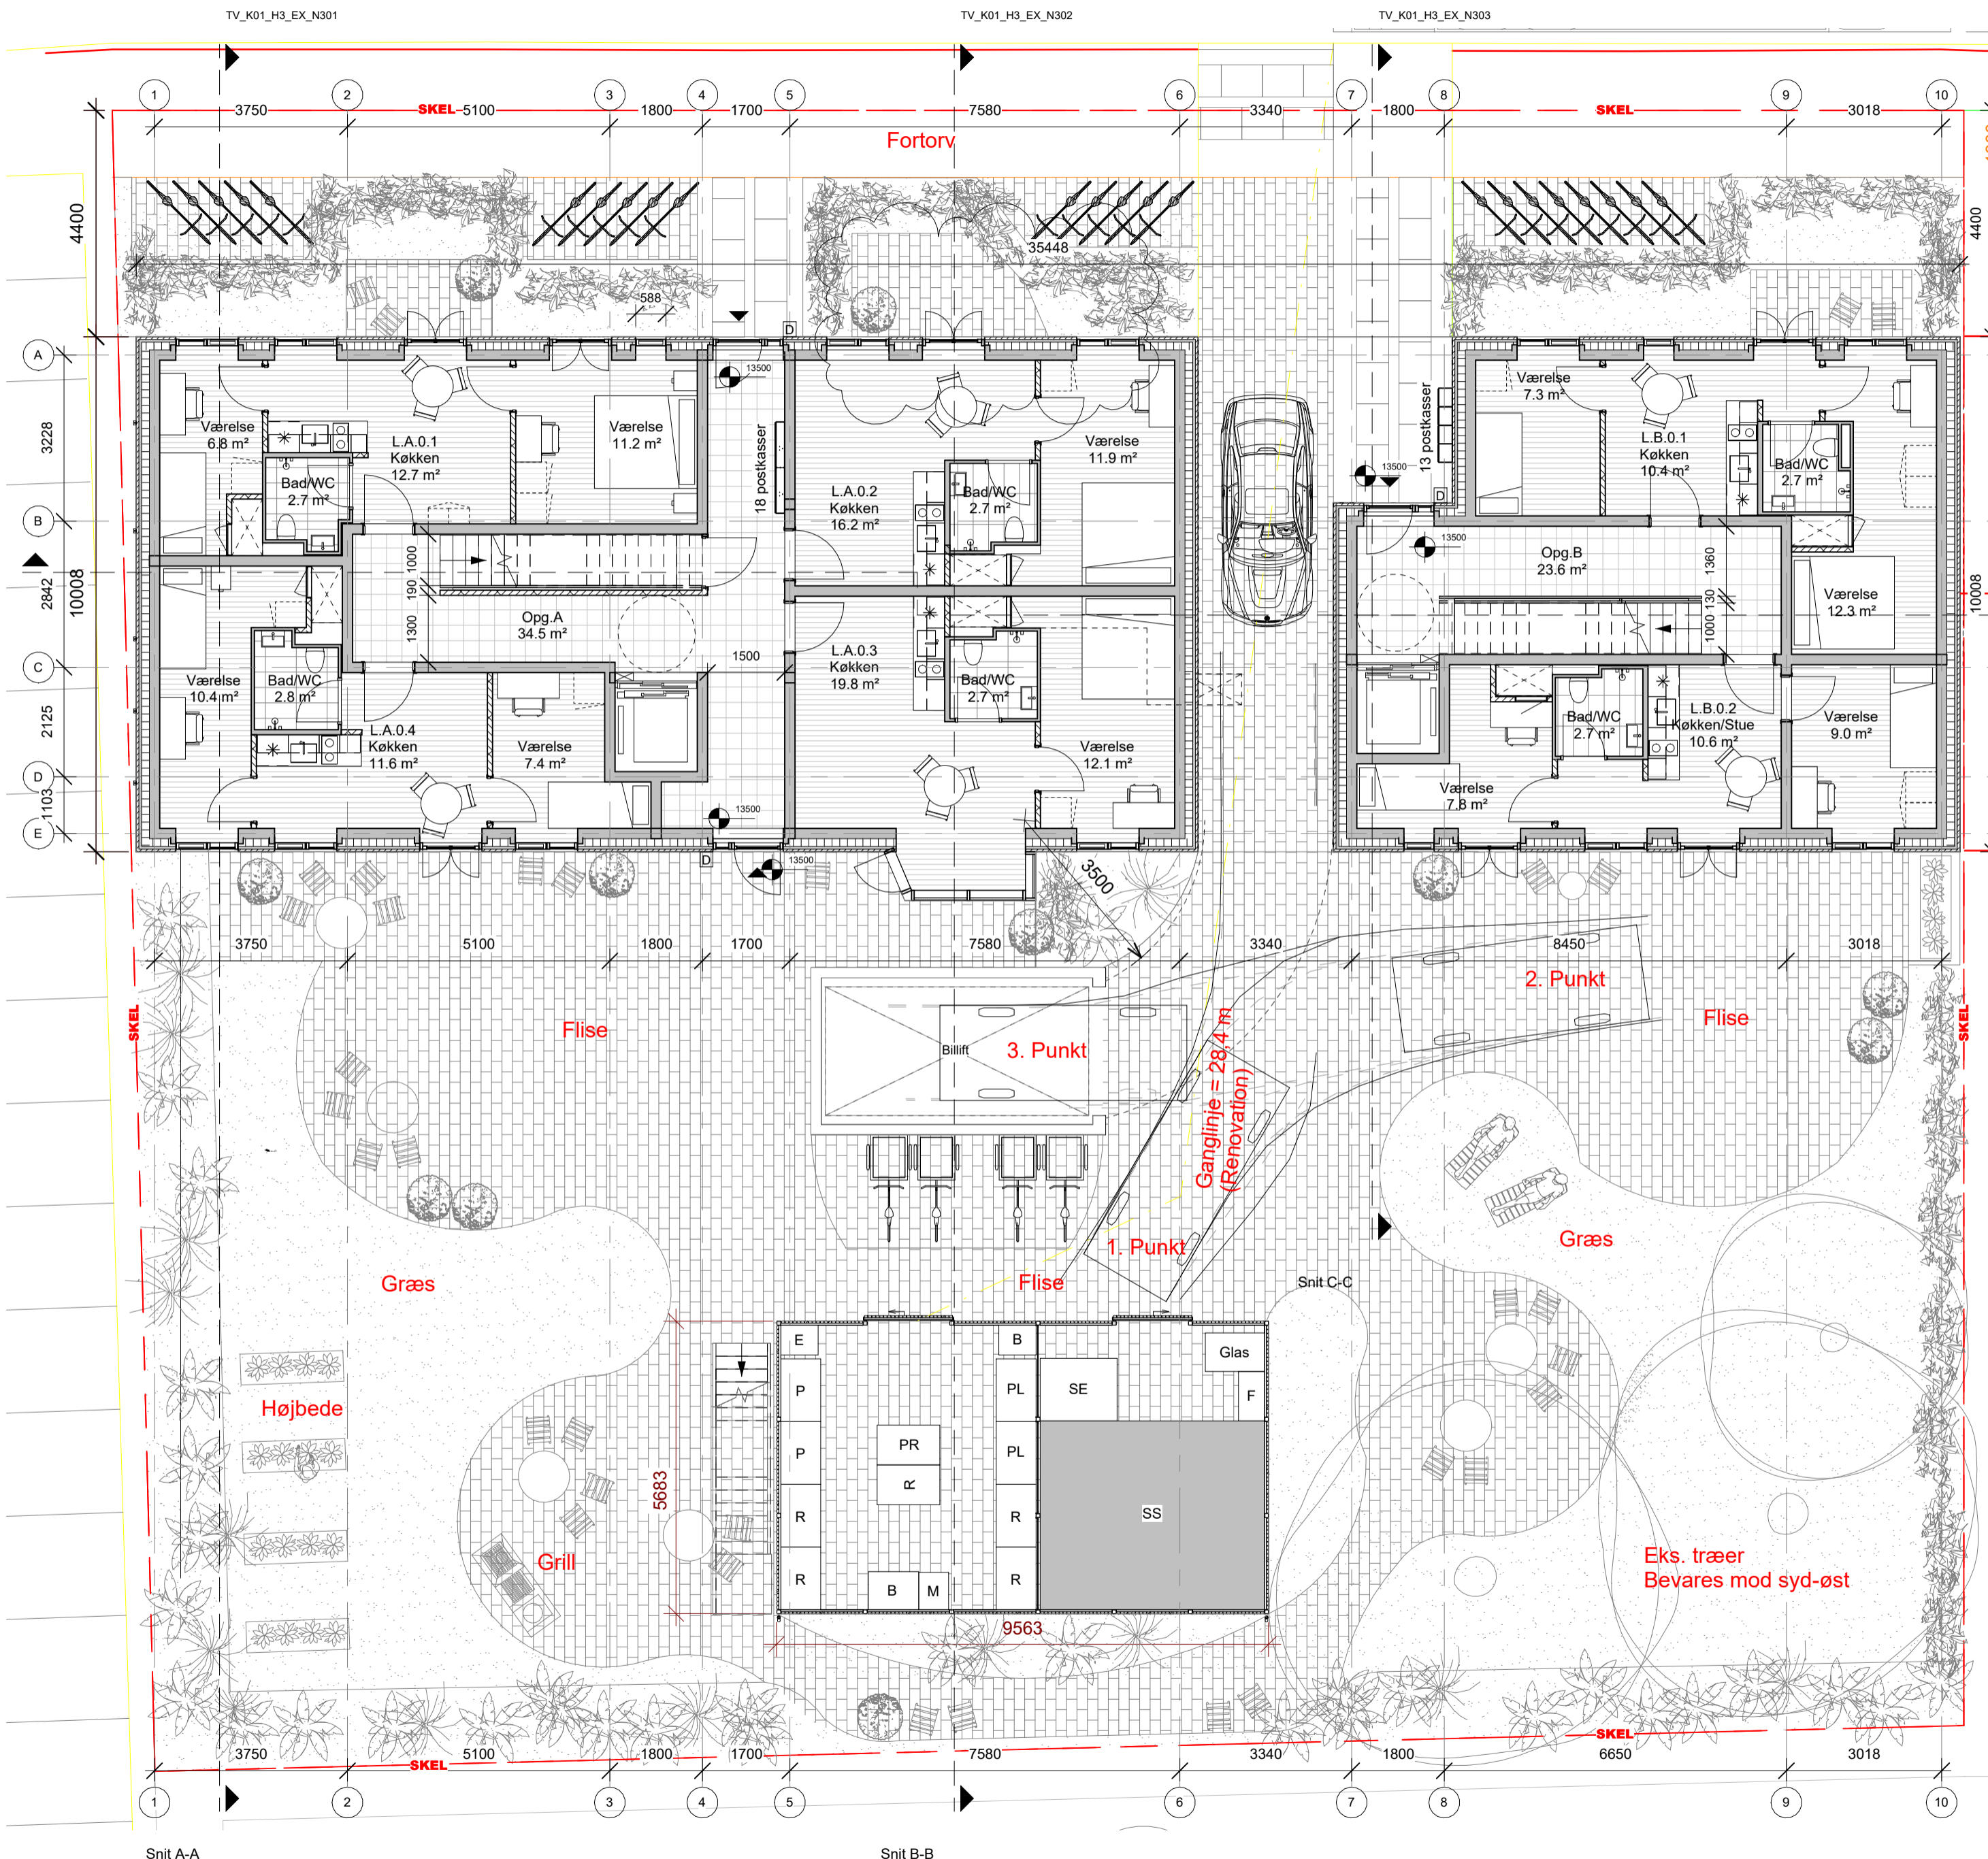 TV_K01_H3_EX_N301
TV_K01_H3_EX_N302
TV_K01_H3_EX_N303
1
2
3
4
5
6
7
8
9
10
3750
SKEL
5100
1800
1700
7580
3340
1800
SKEL
3018
Fortorv
4400
4400
35448
588
D
13500
A
Værelse
6.8 m²
L.A.0.1
Køkken
12.7 m²
Værelse
11.2 m²
Bad/WC
2.7 m²
18 postkasser
L.A.0.2
Køkken
16.2 m²
Værelse
11.9 m²
Bad/WC
2.7 m²
13 postkasser
13500
D
Værelse
7.3 m²
L.B.0.1
Køkken
10.4 m²
Bad/WC
2.7 m²
3228
B
1000
190
1300
2842
10008
10008
Opg.A
34.5 m²
13500
Opg.B
23.6 m²
1360
130
1000
Værelse
12.3 m²
C
1500
Værelse
10.4 m²
Bad/WC
2.8 m²
L.A.0.4
Køkken
11.6 m²
Værelse
7.4 m²
L.A.0.3
Køkken
19.8 m²
Bad/WC
2.7 m²
Værelse
12.1 m²
Bad/WC
2.7 m²
L.B.0.2
Køkken/Stue
10.6 m²
Værelse
9.0 m²
Værelse
7.8 m²
2125
D
1103
E
13500
D
13500
3500
3750
5100
1800
1700
7580
3340
8450
3018
SKEL
SKEL
Flise
Billift
3. Punkt
2. Punkt
Flise
Ganglinje = 28,4 m
(Renovation)
1. Punkt
Græs
Græs
Flise
Snit C-C
Højbede
Grill
5683
E
P
P
R
R
PR
R
B
M
B
PL
PL
R
R
SE
Glas
F
SS
9563
Eks. træer
Bevares mod syd-øst
SKEL
3750
SKEL
5100
1800
1700
7580
3340
1800
6650
3018
1
2
3
4
5
6
7
8
9
10
Snit A-A
Snit B-B